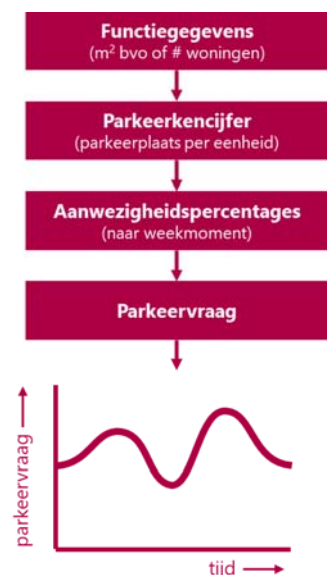 Functiegegevens
(m² bvo of # woningen)
Parkeerkencijfer
(parkeerplaats per eenheid)
Aanwezigheidspercentages
(naar weekmoment)
Parkeervraag
parkeervraag
tijd